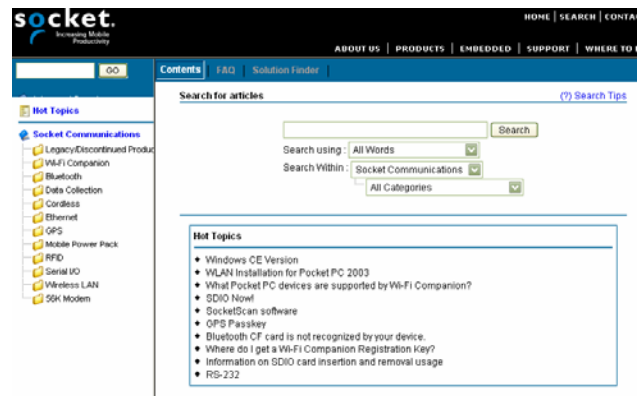 socket.
Increasing Mobile
Productivity
HOME | SEARCH |
ABOUT US | PRODUCTS | EMBEDDED | SUPPORT | WHERE TO
GO
Contents | FAQ | Solution Finder |
Hot Topics
Socket Communications
Legacy/Discontinued
Wi-Fi Companion
Bluetooth
Data Collection
Cordless
Ethernet
GPS
Mobile Power Pack
RFID
Serial I/O
Wireless LAN
56K Modem
Search for articles
(?) Search Tips
Search
Search using : All Words
Search Within : Socket Communications
All Categories
Hot Topics
Windows CE Version
WLAN Installation for Pocket PC 2003
What Pocket PC devices are supported by Wi-Fi Companion?
SDIO Now!
SocketScan software
GPS Passkey
Bluetooth CF card is not recognized by your device.
Where do I get a Wi-Fi Companion Registration Key?
Information on SDIO card insertion and removal usage
RS-232